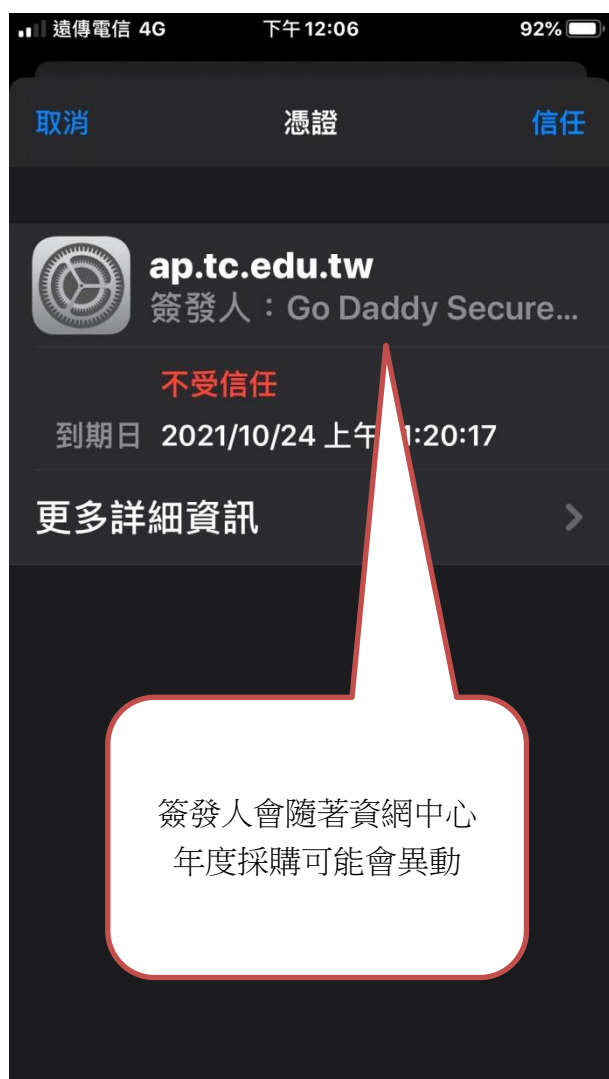 遠傳電信 4G 下午 12:06 92%
取消 憑證 信任
ap.tc.edu.tw
簽發人：Go Daddy Secure...
不受信任
到期日 2021/10/24 上午 1:20:17
更多詳細資訊
簽發人會隨著資網中心
年度採購可能會異動